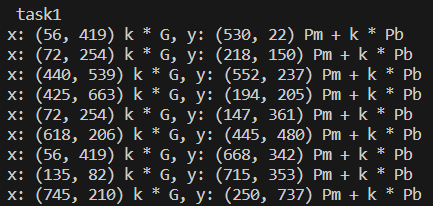 task1
x: (56, 419) k * G, y: (530, 22) Pm + k * Pb
x: (72, 254) k * G, y: (218, 150) Pm + k * Pb
x: (440, 539) k * G, y: (552, 237) Pm + k * Pb
x: (425, 663) k * G, y: (194, 205) Pm + k * Pb
x: (72, 254) k * G, y: (147, 361) Pm + k * Pb
x: (618, 206) k * G, y: (445, 480) Pm + k * Pb
x: (56, 419) k * G, y: (668, 342) Pm + k * Pb
x: (135, 82) k * G, y: (715, 353) Pm + k * Pb
x: (745, 210) k * G, y: (250, 737) Pm + k * Pb